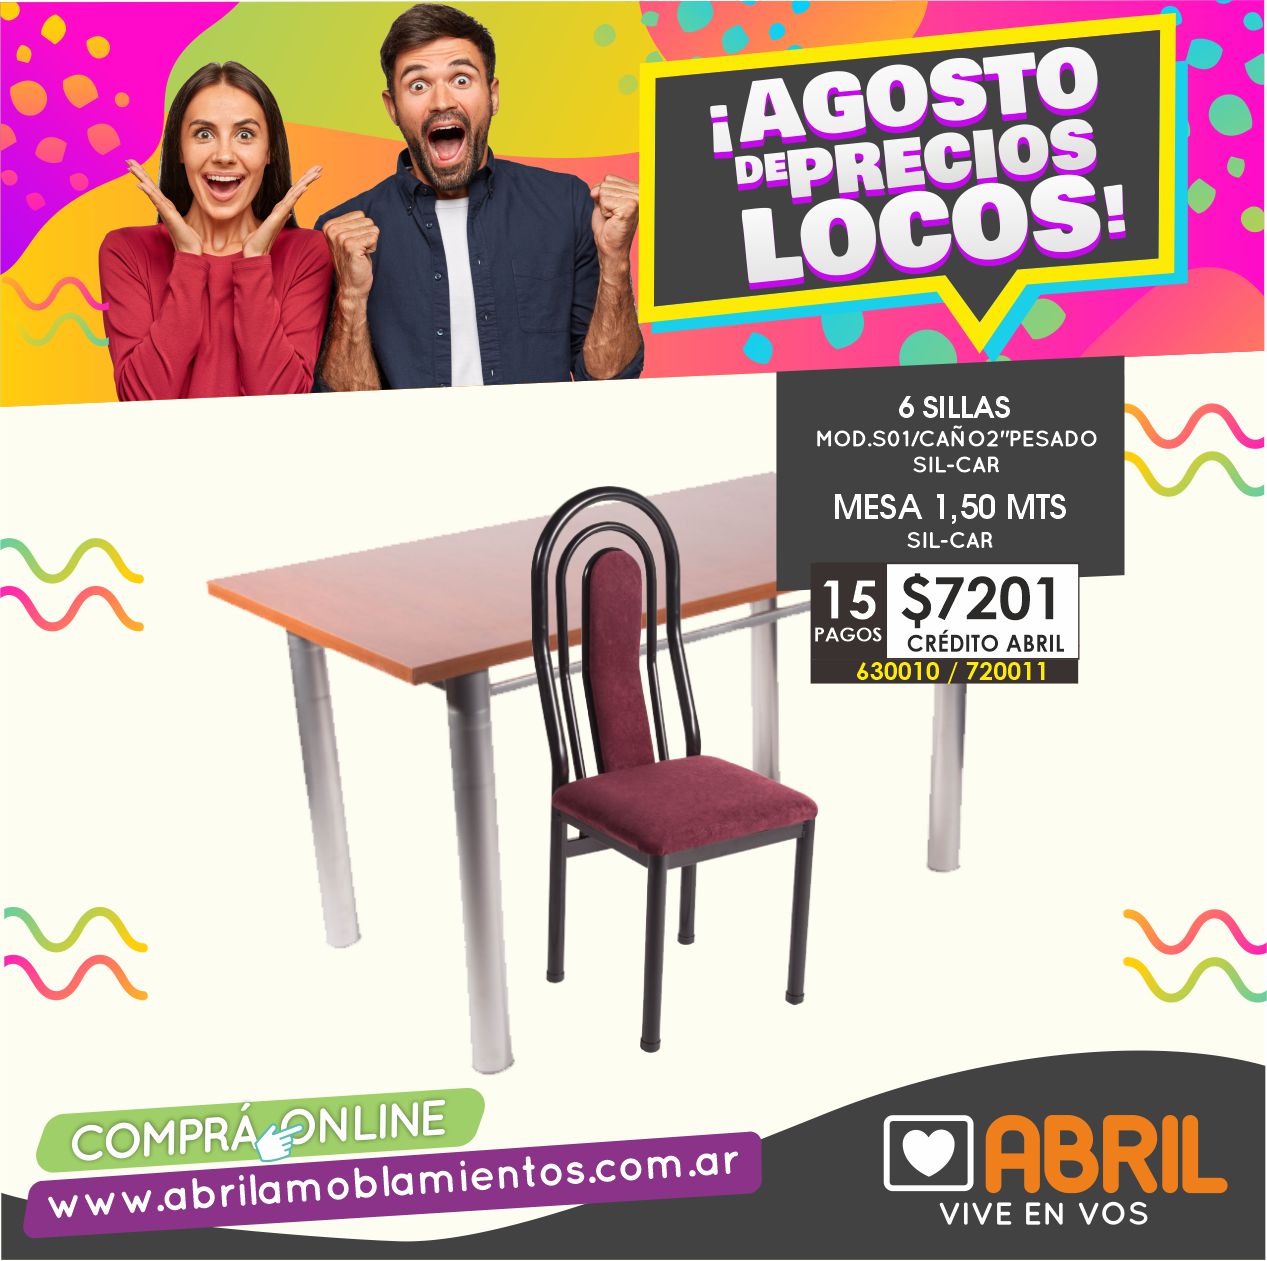 ¡AGOSTO
DE PRECIOS
LOCOS!
6 SILLAS
MOD.S01/CAÑO2"PESADO
SIL-CAR
MESA 1,50 MTS
SIL-CAR
15
PAGOS
$7201
CRÉDITO ABRIL
630010 / 720011
COMPRÁ ONLINE
www.abrilamoblamientos.com.ar
ABRIL
VIVE EN VOS